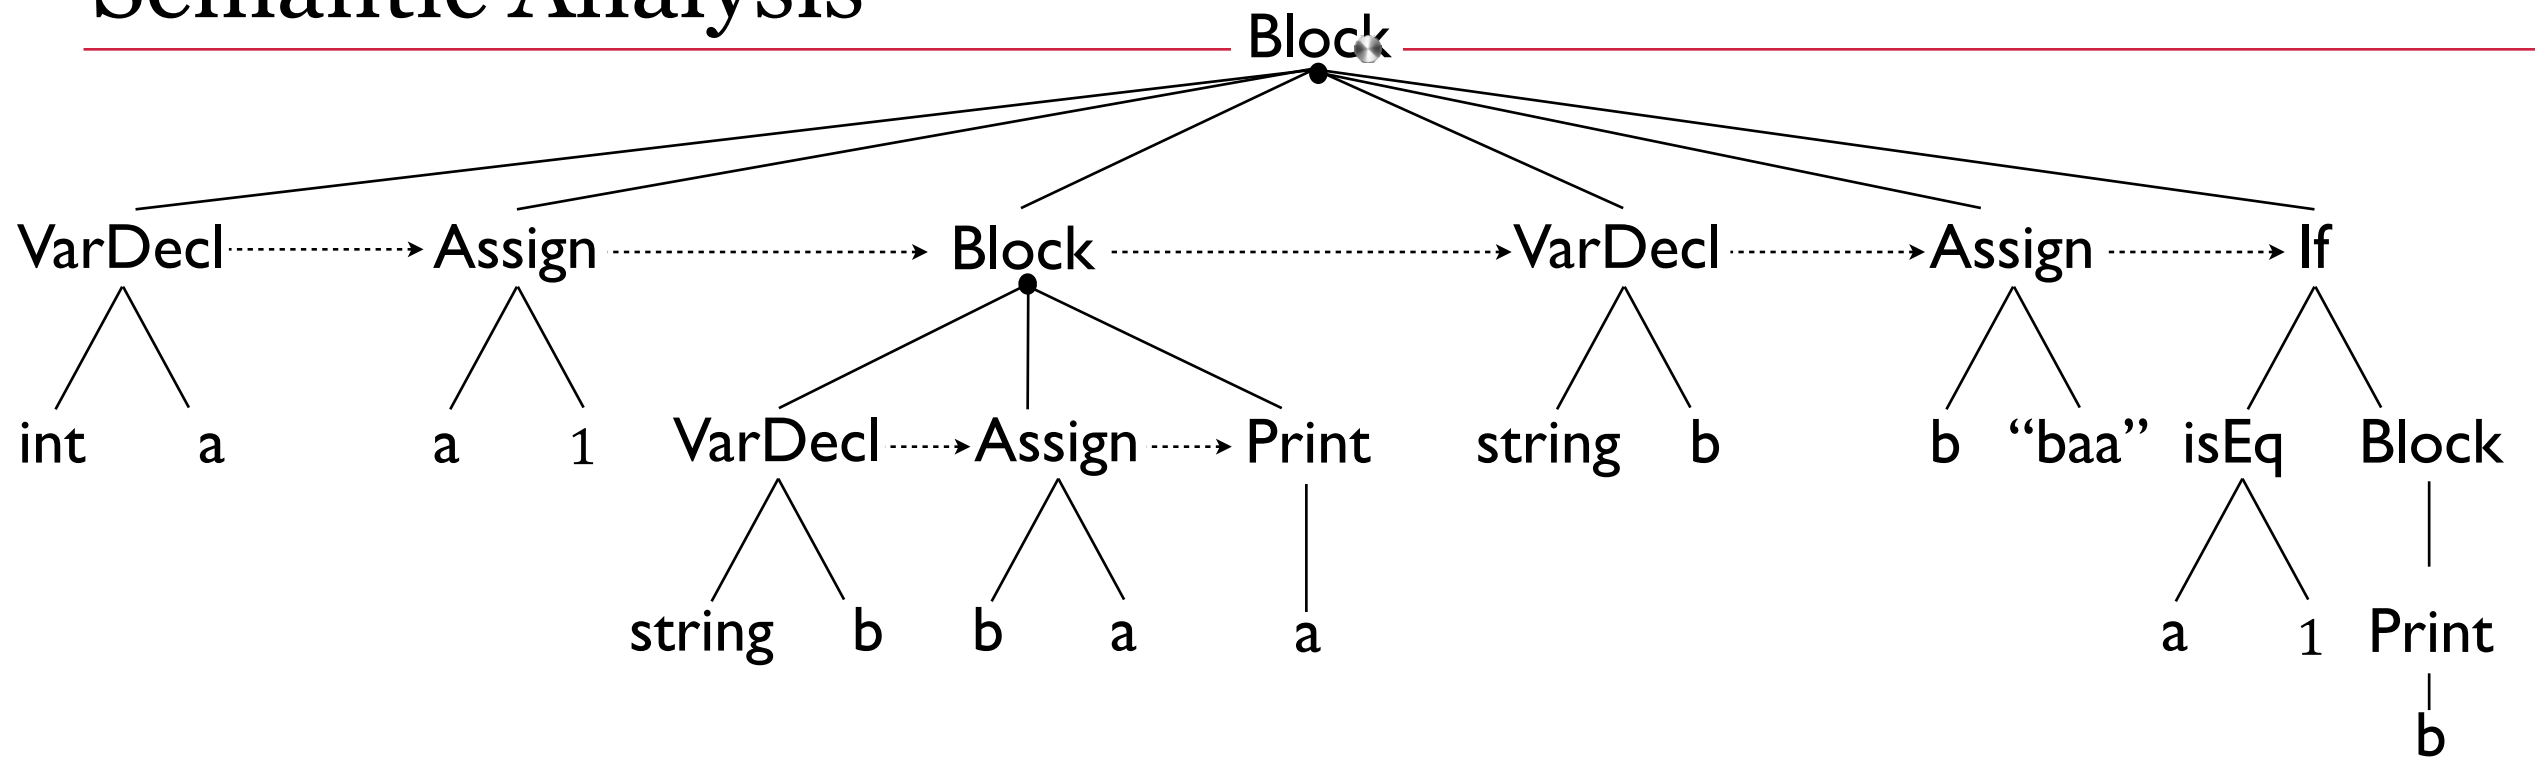 Semantic Analysis
Block
VarDecl Assign Block VarDecl Assign If
int a a 1 VarDecl Assign Print string b b “baa” isEq Block
string b b a a a 1 Print
b